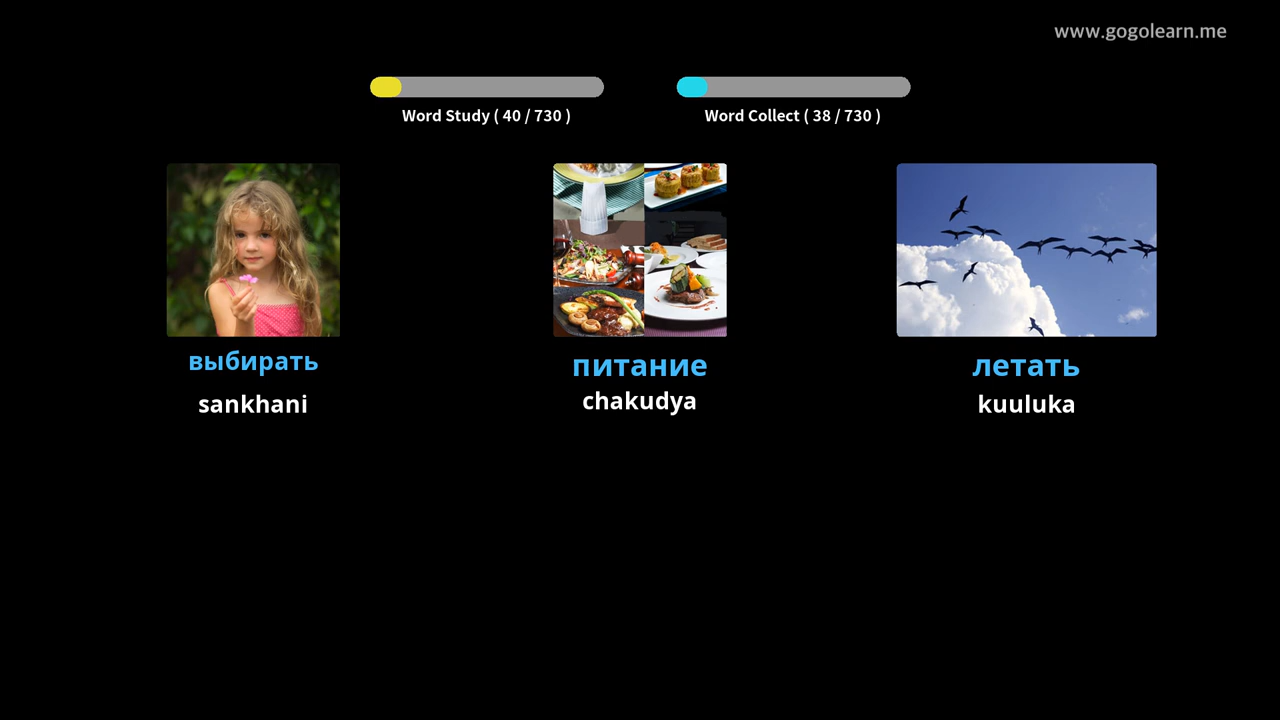 www.gogolearn.me
Word Study ( 40 / 730 )
Word Collect ( 38 / 730 )
выбирать
sankhani
питание
chakudya
летать
kuuluka